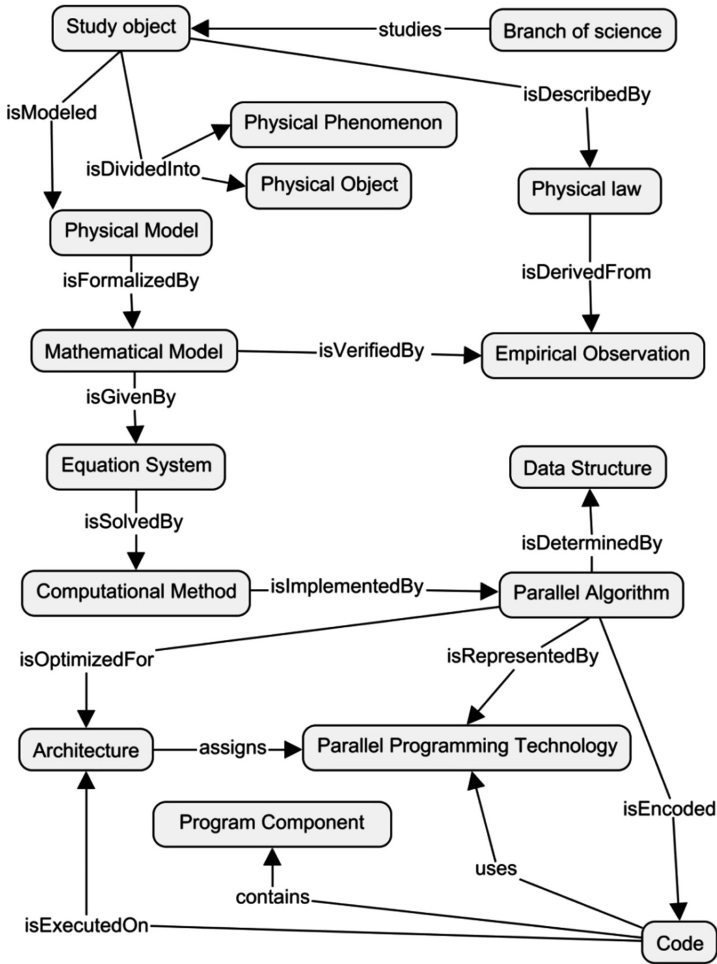 Study object
studies
Branch of science
isDescribedBy
isModeled
Physical Phenomenon
isDividedInto
Physical Object
Physical law
Physical Model
isFormalizedBy
isDerivedFrom
Mathematical Model
isVerifiedBy
Empirical Observation
isGivenBy
Equation System
Data Structure
isSolvedBy
isDeterminedBy
Computational Method
isImplementedBy
Parallel Algorithm
isOptimizedFor
isRepresentedBy
Architecture
assigns
Parallel Programming Technology
isEncoded
Program Component
uses
contains
isExecutedOn
Code